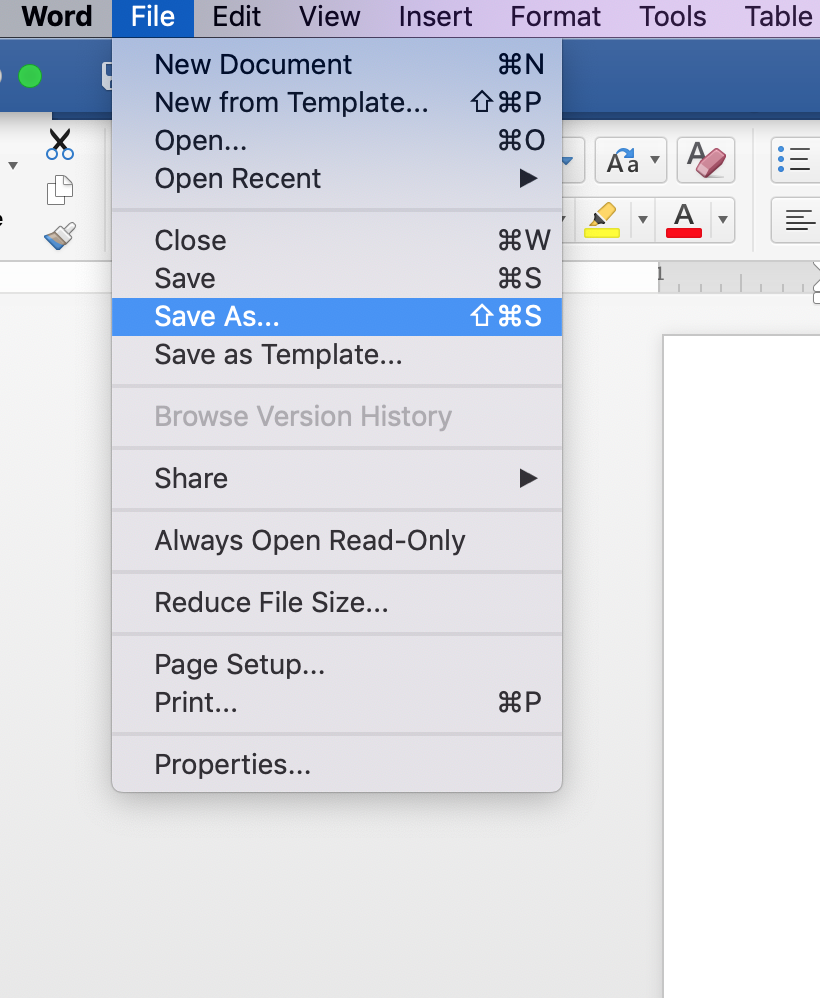 Word File Edit View Insert Format Tools Table
New Document ⌘N
New from Template... ⇧⌘P
Open... ⌘O
Open Recent ▶
Close ⌘W
Save ⌘S
Save As... ⇧⌘S
Save as Template...
Browse Version History
Share ▶
Always Open Read-Only
Reduce File Size...
Page Setup...
Print... ⌘P
Properties...
Aa A
A
1